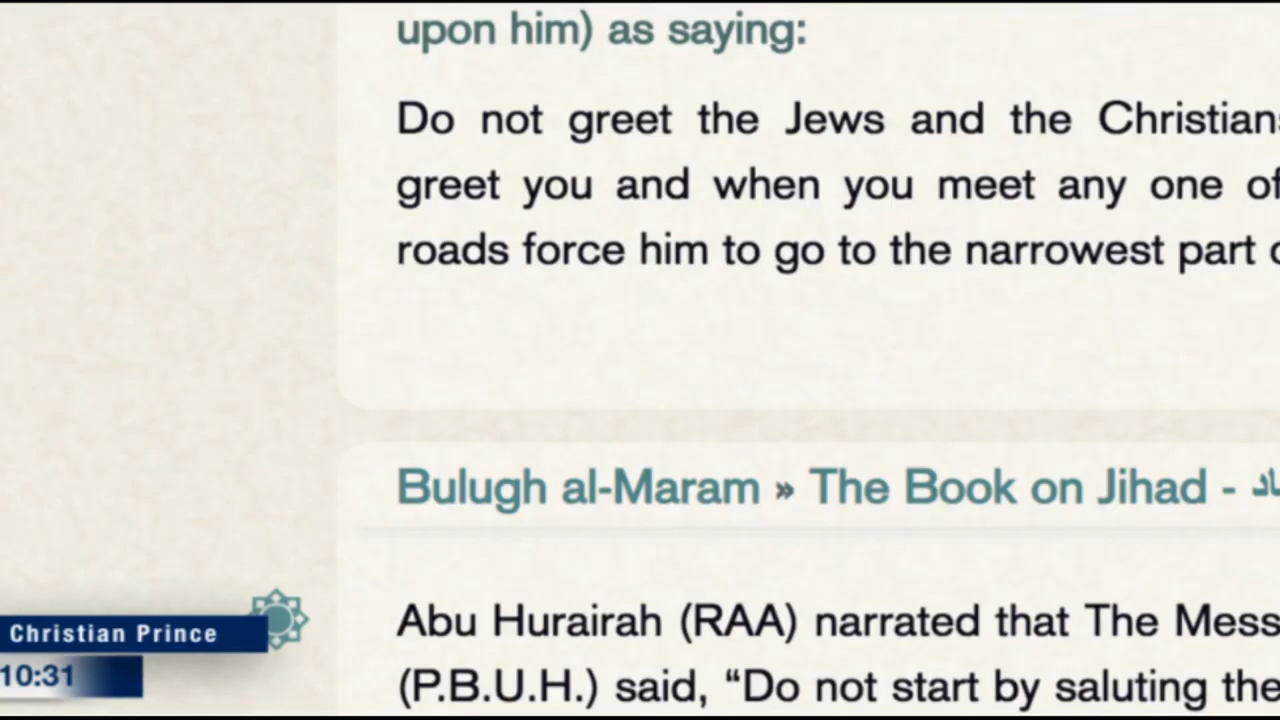 upon him) as saying:
Do not greet the Jews and the Christians
greet you and when you meet any one of
roads force him to go to the narrowest part
Bulugh al-Maram » The Book on Jihad -
Abu Hurairah (RAA) narrated that The
(P.B.U.H.) said, “Do not start by saluting the
Christian Prince
10:31